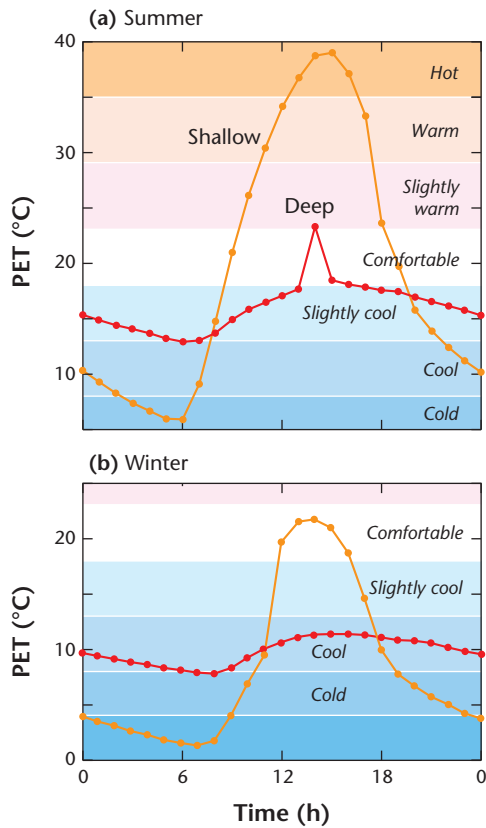 (a) Summer
40
Hot
Shallow
Warm
30
Slightly
warm
Deep
PET (°C)
Comfortable
20
Slightly cool
10
Cool
Cold
(b) Winter
20
Comfortable
Slightly cool
PET (°C)
10
Cool
Cold
0
0 6 12 18 0
Time (h)